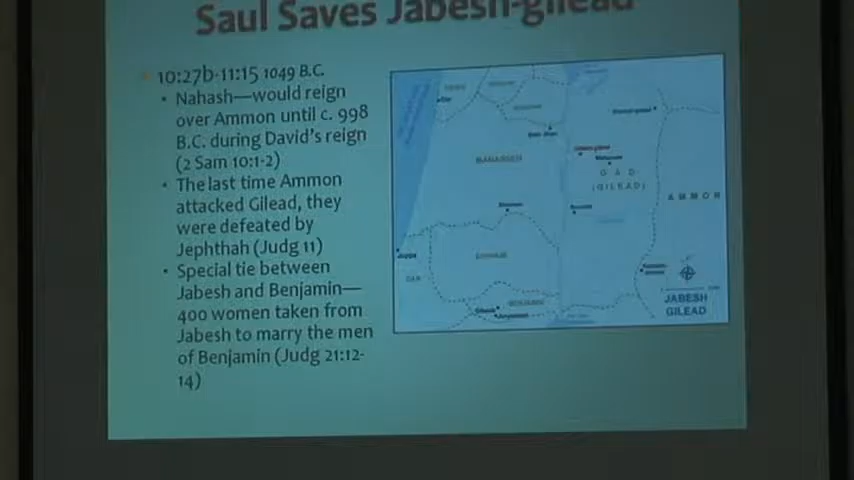 Saul Saves Jabesh-gilead
10:27b-11:15 1049 B.C.
• Nahash—would reign
over Ammon until c. 998
B.C. during David's reign
(2 Sam 10:1-2)
• The last time Ammon
attacked Gilead, they
were defeated by
Jephthah (Judg 11)
• Special tie between
Jabesh and Benjamin—
400 women taken from
Jabesh to marry the men
of Benjamin (Judg 21:12-
14)
MANASSEH
G A D
(GILEAD)
AMMON
EPHRAIM
DAN
BENJAMIN
JABESH
GILEAD